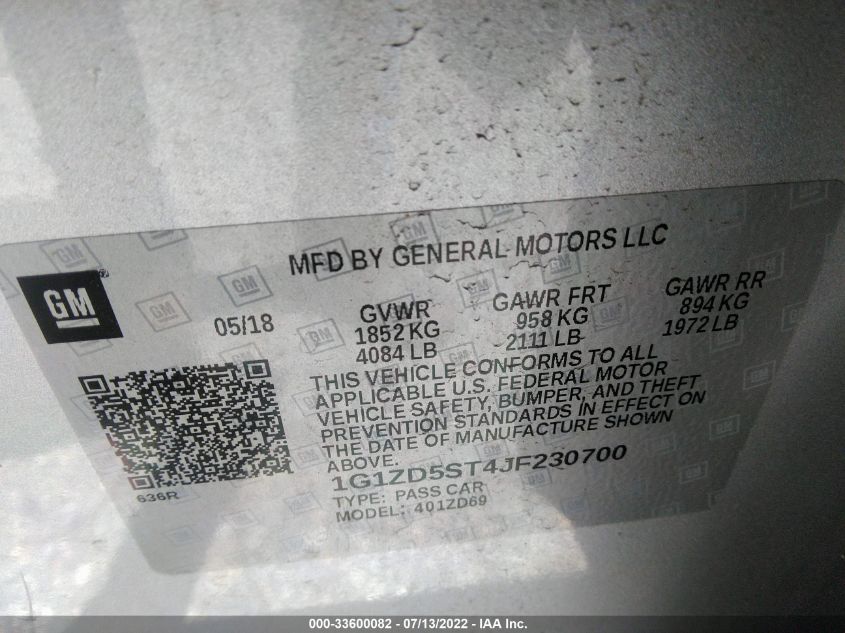 MFD BY GENERAL MOTORS LLC
GM®
05/18
GVWR
1852 KG
4084 LB
GAWR FRT
958 KG
2111 LB
GAWR RR
894 KG
1972 LB
THIS VEHICLE CONFORMS TO ALL
APPLICABLE U.S. FEDERAL MOTOR
VEHICLE SAFETY, BUMPER, AND THEFT
PREVENTION STANDARDS IN EFFECT ON
THE DATE OF MANUFACTURE SHOWN
ABOVE.
1G1ZD5ST4JF230700
TYPE: PASS CAR
MODEL: 401ZD69
636R
000-33600082 - 07/13/2022 - IAA Inc.